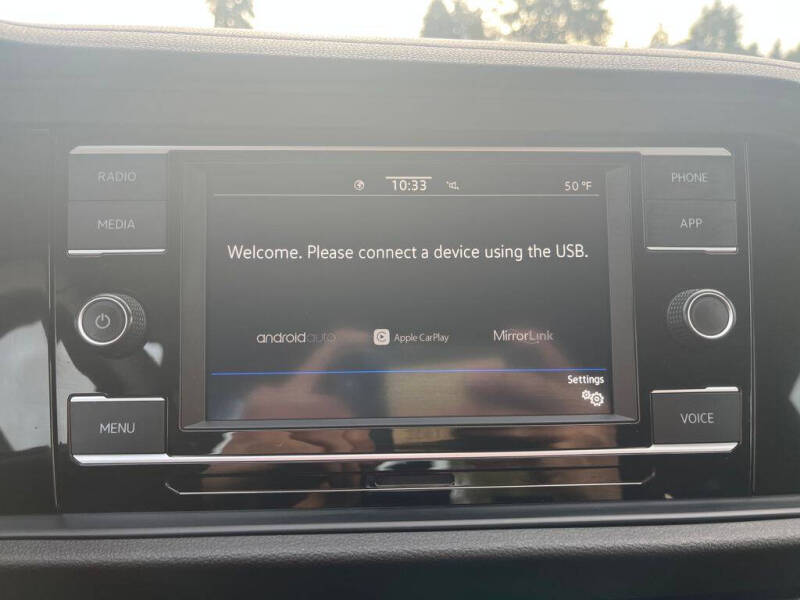 RADIO
MEDIA
MENU
10:33
50 °F
Welcome. Please connect a device using the USB.
androidauto
Apple CarPlay
MirrorLink
Settings
PHONE
APP
VOICE